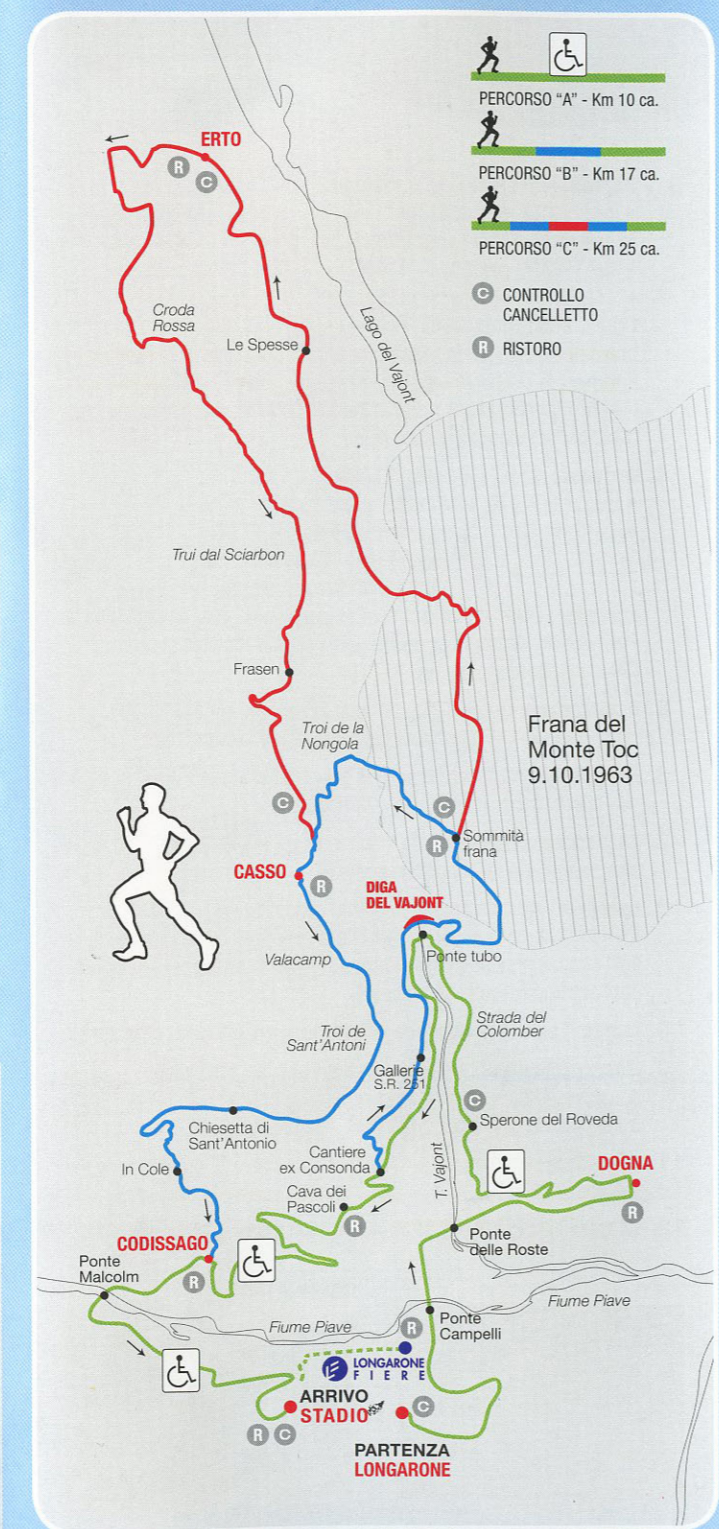 PERCORSO "A" - Km 10 ca.
PERCORSO "B" - Km 17 ca.
PERCORSO "C" - Km 25 ca.
C CONTROLLO
CANCELLETTO
R RISTORO
ERTO
R
C
Croda
Rossa
Le Spesse
Lago del Vajont
Trui dal Sciarbon
Frasen
Troi de la
Nongola
Frana del
Monte Toc
9.10.1963
C
C
R
Sommità
frana
CASSO
R
DIGA
DEL VAJONT
Ponte tubo
Valacamp
Strada del
Colomber
Troi de
Sant'Antoni
Gallerie
S.R. 251
C
Sperone del Roveda
Chiesetta di
Sant'Antonio
Cantiere
ex Consonda
T. Vajont
In Cole
Cava dei
Pascoli
R
DOGNA
R
CODISSAGO
Ponte
delle Roste
Ponte
Malcolm
R
Fiume Piave
Fiume Piave
Ponte
Campelli
R
LONGARONE
FIERE
ARRIVO
STADIO
C
R C
PARTENZA
LONGARONE